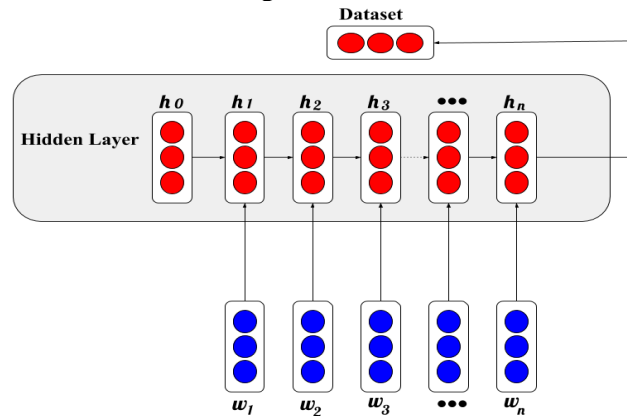 Dataset
h0 h1 h2 h3 ••• hn
Hidden Layer
w1 w2 w3 ••• wn